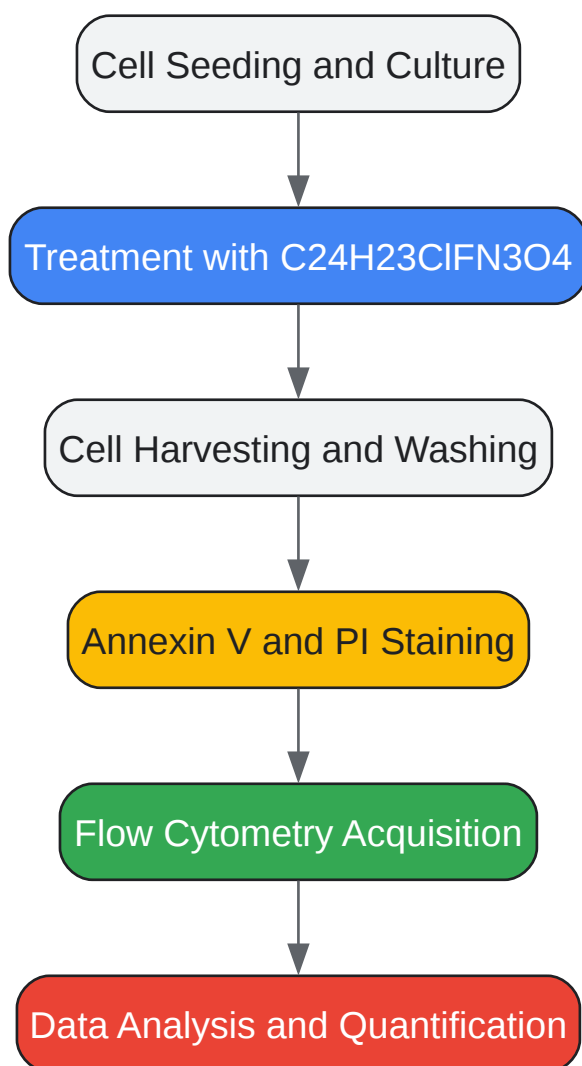 Cell Seeding and Culture
Treatment with C24H23ClFN3O4
Cell Harvesting and Washing
Annexin V and PI Staining
Flow Cytometry Acquisition
Data Analysis and Quantification